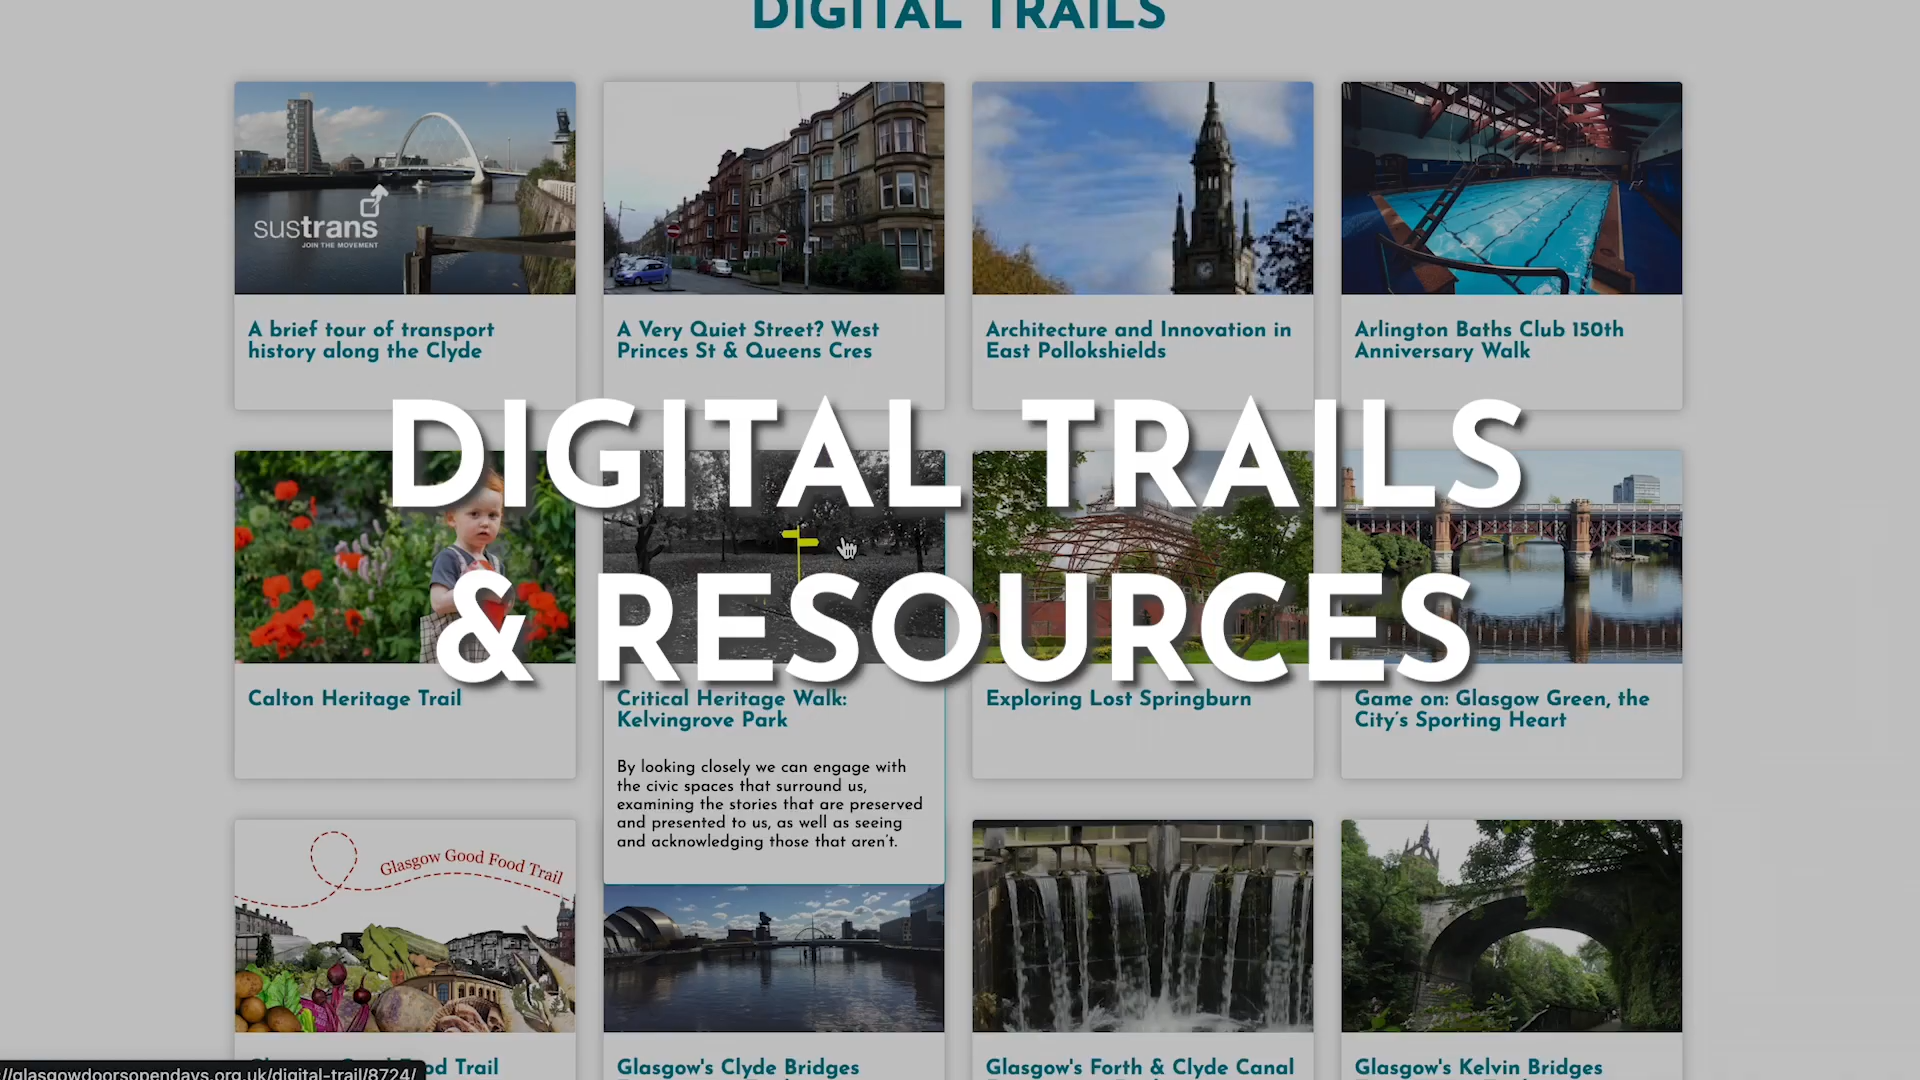 DIGITAL TRAILS
sustrans
JOIN THE MOVEMENT
A brief tour of transport
history along the Clyde
A Very Quiet Street? West
Princes St & Queens Cres
Architecture and Innovation in
East Pollokshields
Arlington Baths Club 150th
Anniversary Walk
DIGITAL TRAILS
& RESOURCES
Calton Heritage Trail
Critical Heritage Walk:
Kelvingrove Park
By looking closely we can engage with
the civic spaces that surround us,
examining the stories that are preserved
and presented to us, as well as seeing
and acknowledging those that aren't.
Exploring Lost Springburn
Game on: Glasgow Green, the
City's Sporting Heart
Glasgow Good Food Trail
Glasgow Good Food Trail
Glasgow's Clyde Bridges
Glasgow's Forth & Clyde Canal
Glasgow's Kelvin Bridges
//glasgowdoorsopendays.org.uk/digital-trail/8724/